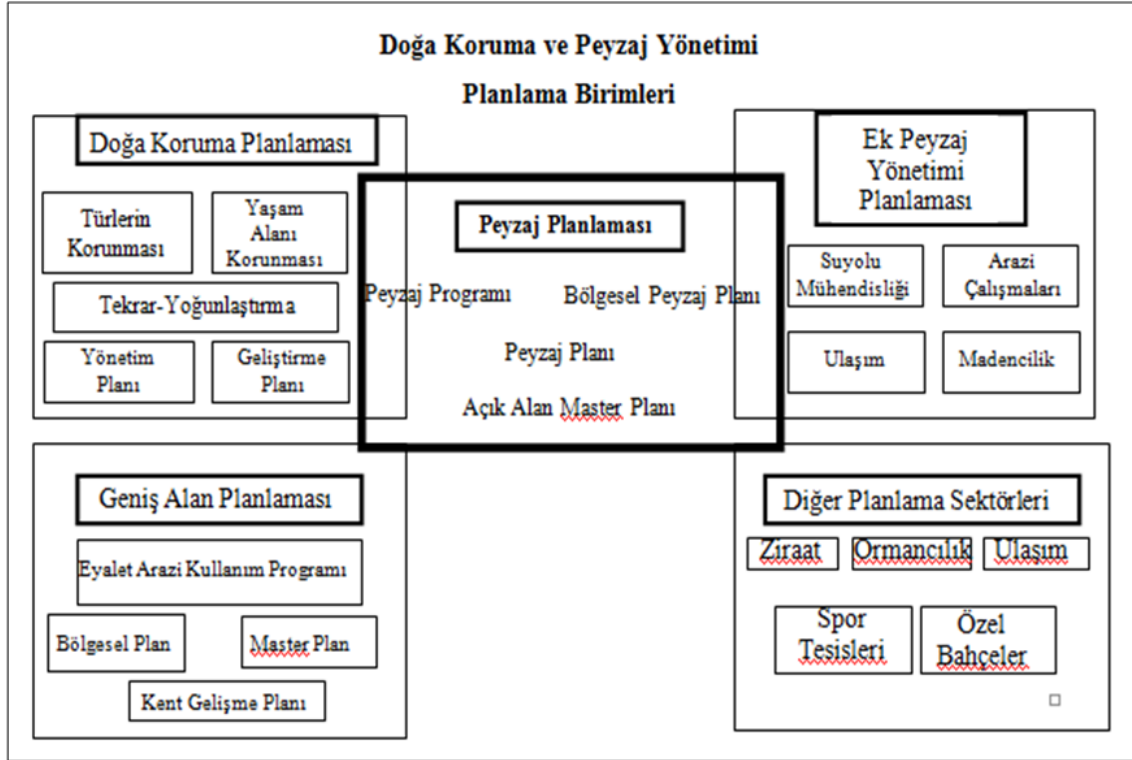 Doğa Koruma ve Peyzaj Yönetimi
Planlama Birimleri
Doğa Koruma Planlaması
Türlerin
Korunması
Yaşam
Alanı
Korunması
Tekrar-Yoğunlaştırma
Yönetim
Planı
Geliştirme
Planı
Peyzaj Planlaması
Peyzaj Programı
Bölgesel Peyzaj Planı
Peyzaj Planı
Açık Alan Master Planı
Ek Peyzaj
Yönetimi
Planlaması
Suyolu
Mühendisliği
Arazi
Çalışmaları
Ulaşım
Madencilik
Geniş Alan Planlaması
Eyalet Arazi Kullanım Programı
Bölgesel Plan
Master Plan
Kent Gelişme Planı
Diğer Planlama Sektörleri
Ziraat
Ormancılık
Ulaşım
Spor
Tesisleri
Özel
Bahçeler